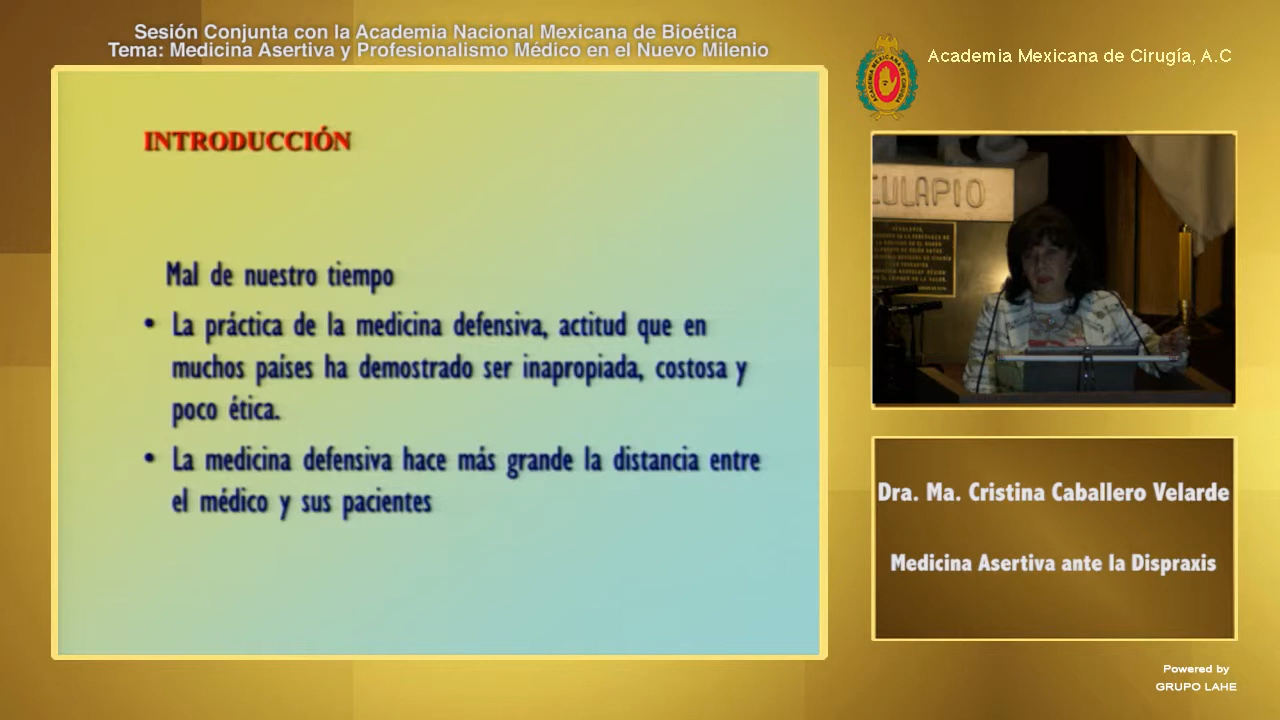 Sesión Conjunta con la Academia Nacional Mexicana de Bioética
Tema: Medicina Asertiva y Profesionalismo Médico en el Nuevo Milenio
Academia Mexicana de Cirugía, A.C
INTRODUCCIÓN
Mal de nuestro tiempo
• La práctica de la medicina defensiva, actitud que en
muchos países ha demostrado ser inapropiada, costosa y
poco ética.
• La medicina defensiva hace más grande la distancia entre
el médico y sus pacientes
CULAPIO
Dra. Ma. Cristina Caballero Velarde
Medicina Asertiva ante la Dispraxis
Powered by
GRUPO LAHE